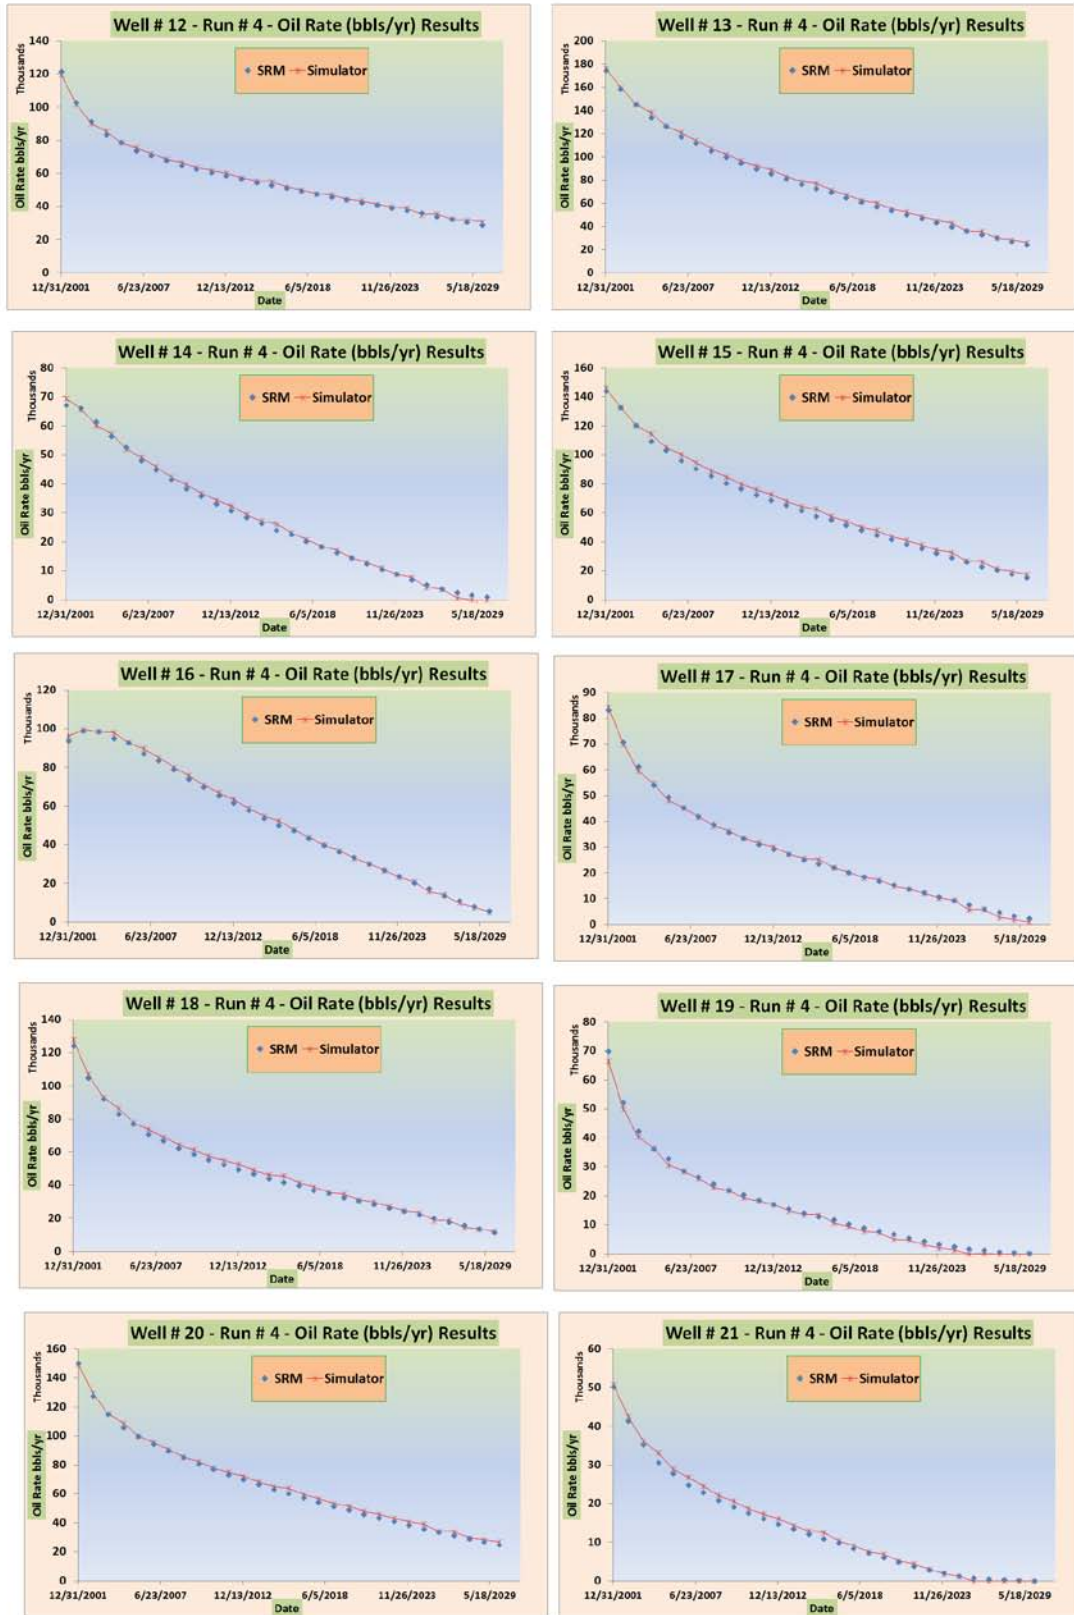 Well # 12 - Run # 4 - Oil Rate (bbls/yr) Results
SRM Simulator
Thousands
Oil Rate bbls/yr
140
120
100
80
60
40
20
0
12/31/2001 6/23/2007 12/13/2012 6/5/2018 11/26/2023 5/18/2029
Date
Well # 13 - Run # 4 - Oil Rate (bbls/yr) Results
SRM Simulator
Thousands
Oil Rate bbls/yr
200
180
160
140
120
100
80
60
40
20
0
12/31/2001 6/23/2007 12/13/2012 6/5/2018 11/26/2023 5/18/2029
Date
Well # 14 - Run # 4 - Oil Rate (bbls/yr) Results
SRM Simulator
Thousands
Oil Rate bbls/yr
80
70
60
50
40
30
20
10
0
12/31/2001 6/23/2007 12/13/2012 6/5/2018 11/26/2023 5/18/2029
Date
Well # 15 - Run # 4 - Oil Rate (bbls/yr) Results
SRM Simulator
Thousands
Oil Rate bbls/yr
160
140
120
100
80
60
40
20
0
12/31/2001 6/23/2007 12/13/2012 6/5/2018 11/26/2023 5/18/2029
Date
Well # 16 - Run # 4 - Oil Rate (bbls/yr) Results
SRM Simulator
Thousands
Oil Rate bbls/yr
120
100
80
60
40
20
0
12/31/2001 6/23/2007 12/13/2012 6/5/2018 11/26/2023 5/18/2029
Date
Well # 17 - Run # 4 - Oil Rate (bbls/yr) Results
SRM Simulator
Thousands
Oil Rate bbls/yr
90
80
70
60
50
40
30
20
10
0
12/31/2001 6/23/2007 12/13/2012 6/5/2018 11/26/2023 5/18/2029
Date
Well # 18 - Run # 4 - Oil Rate (bbls/yr) Results
SRM Simulator
Thousands
Oil Rate bbls/yr
140
120
100
80
60
40
20
0
12/31/2001 6/23/2007 12/13/2012 6/5/2018 11/26/2023 5/18/2029
Date
Well # 19 - Run # 4 - Oil Rate (bbls/yr) Results
SRM Simulator
Thousands
Oil Rate bbls/yr
80
70
60
50
40
30
20
10
0
12/31/2001 6/23/2007 12/13/2012 6/5/2018 11/26/2023 5/18/2029
Date
Well # 20 - Run # 4 - Oil Rate (bbls/yr) Results
SRM Simulator
Thousands
Oil Rate bbls/yr
160
140
120
100
80
60
40
20
0
12/31/2001 6/23/2007 12/13/2012 6/5/2018 11/26/2023 5/18/2029
Date
Well # 21 - Run # 4 - Oil Rate (bbls/yr) Results
SRM Simulator
Thousands
Oil Rate bbls/yr
60
50
40
30
20
10
0
12/31/2001 6/23/2007 12/13/2012 6/5/2018 11/26/2023 5/18/2029
Date